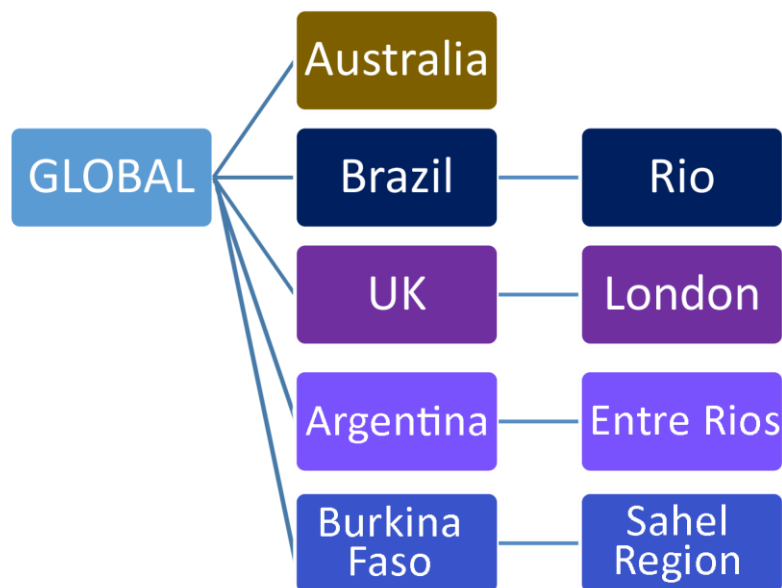 GLOBAL
Australia
Brazil
Rio
UK
London
Argentina
Entre Rios
Burkina
Faso
Sahel
Region